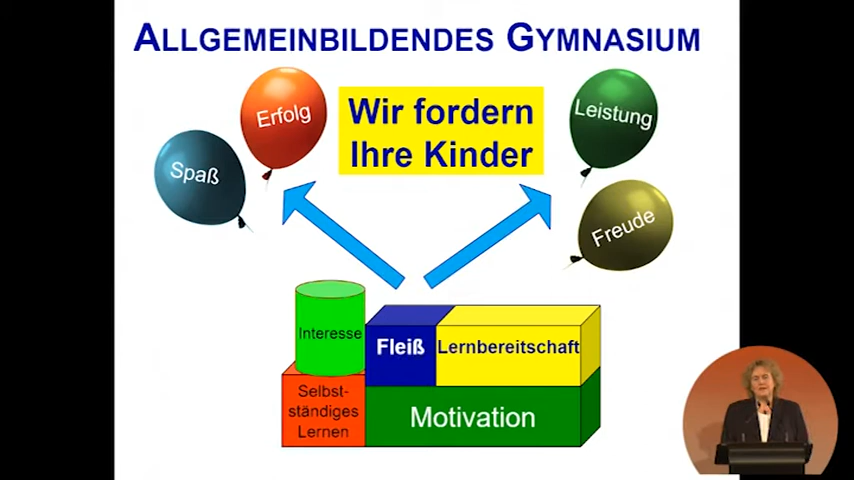 ALLGEMEINBILDENDES GYMNASIUM
Erfolg
Wir fordern
Ihre Kinder
Leistung
Spaß
Freude
Interesse
Fleiß
Lernbereitschaft
Selbst-
ständiges
Lernen
Motivation